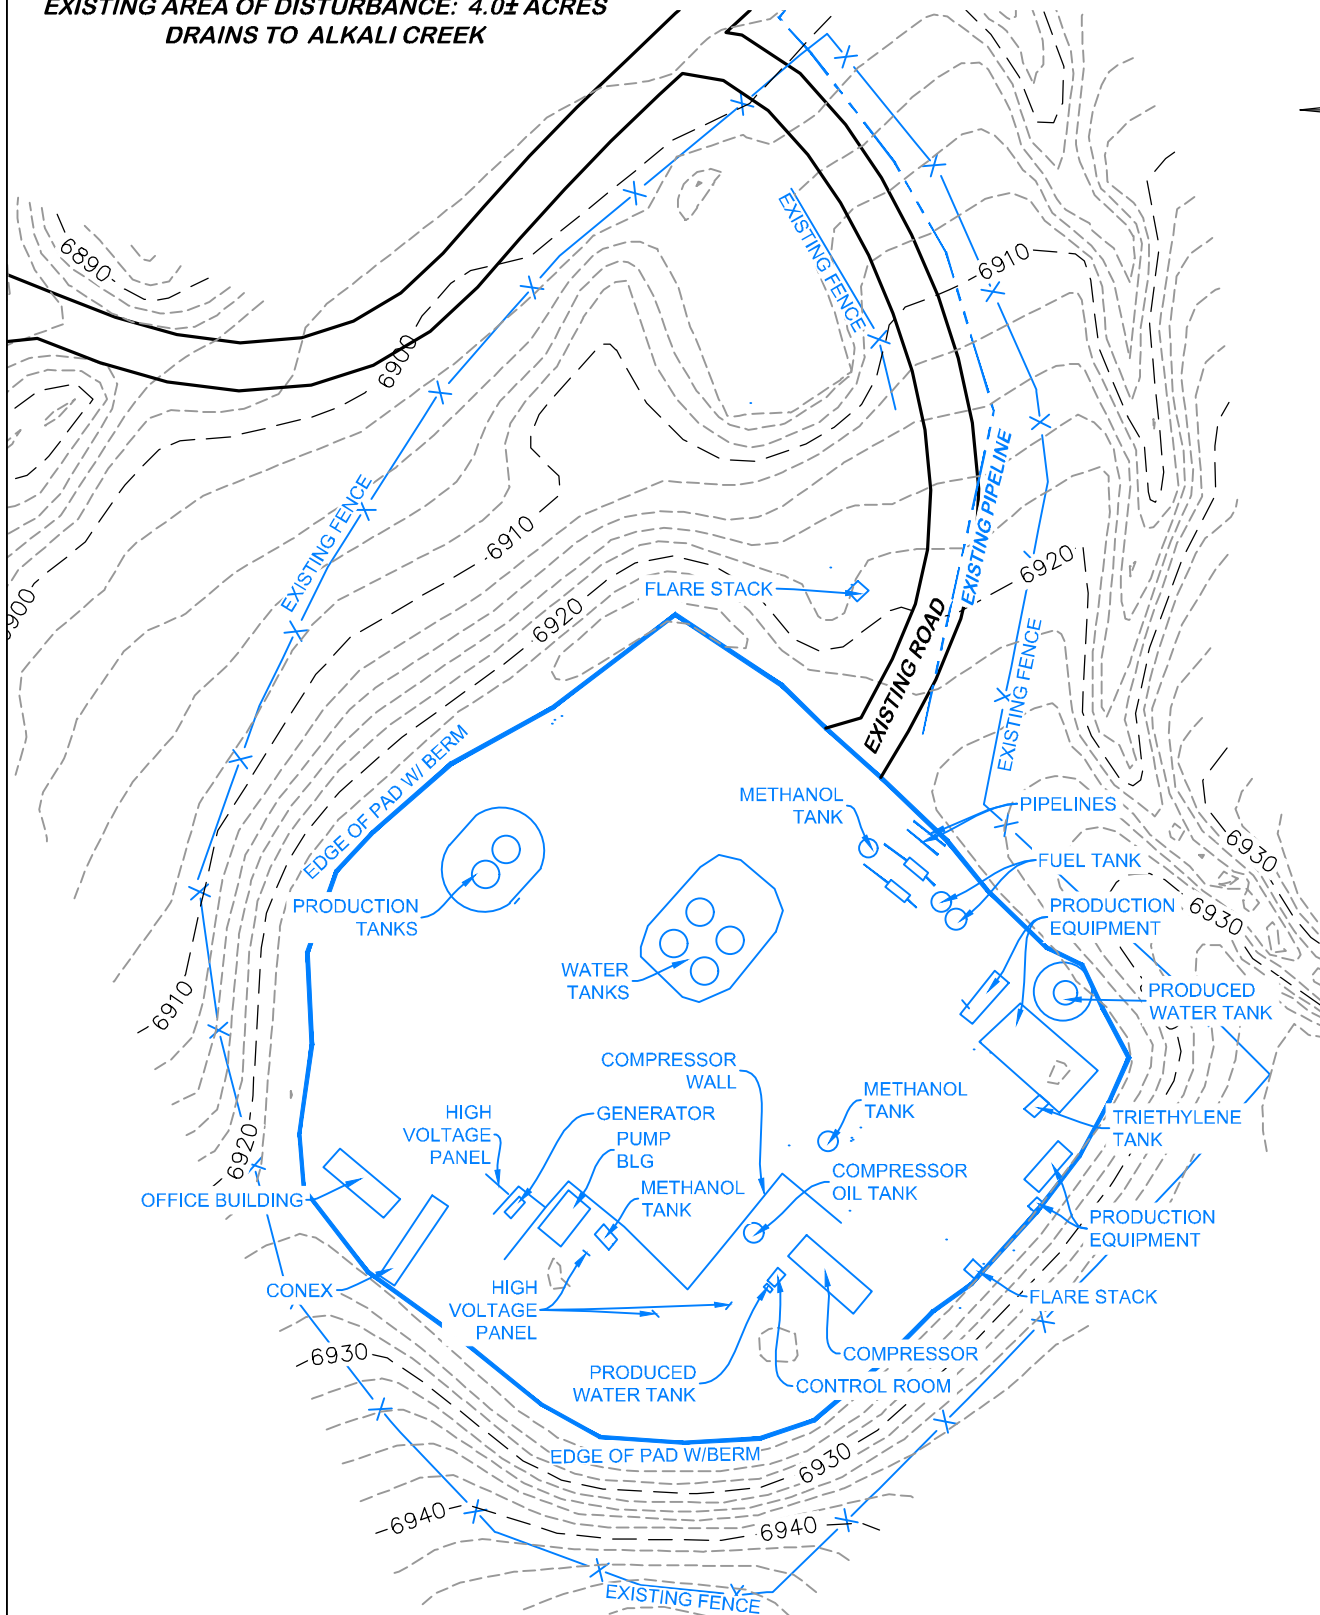 EXISTING AREA OF DISTURBANCE: 4.0± ACRES
DRAINS TO ALKALI CREEK
6890
EXISTING FENCE
6910
6900
EXISTING FENCE
6910
EXISTING PIPELINE
6920
6900
FLARE STACK
6920
EXISTING ROAD
EXISTING FENCE
EDGE OF PAD W/ BERM
METHANOL
TANK
PIPELINES
6930
FUEL TANK
PRODUCTION
TANKS
PRODUCTION
EQUIPMENT
6930
WATER
TANKS
PRODUCED
WATER TANK
6910
COMPRESSOR
WALL
METHANOL
TANK
HIGH
VOLTAGE
PANEL
GENERATOR
PUMP
BLG
TRIETHYLENE
TANK
6920
OFFICE BUILDING
METHANOL
TANK
COMPRESSOR
OIL TANK
PRODUCTION
EQUIPMENT
CONEX
HIGH
VOLTAGE
PANEL
FLARE STACK
6930
PRODUCED
WATER TANK
COMPRESSOR
CONTROL ROOM
EDGE OF PAD W/BERM
6930
6940
6940
EXISTING FENCE